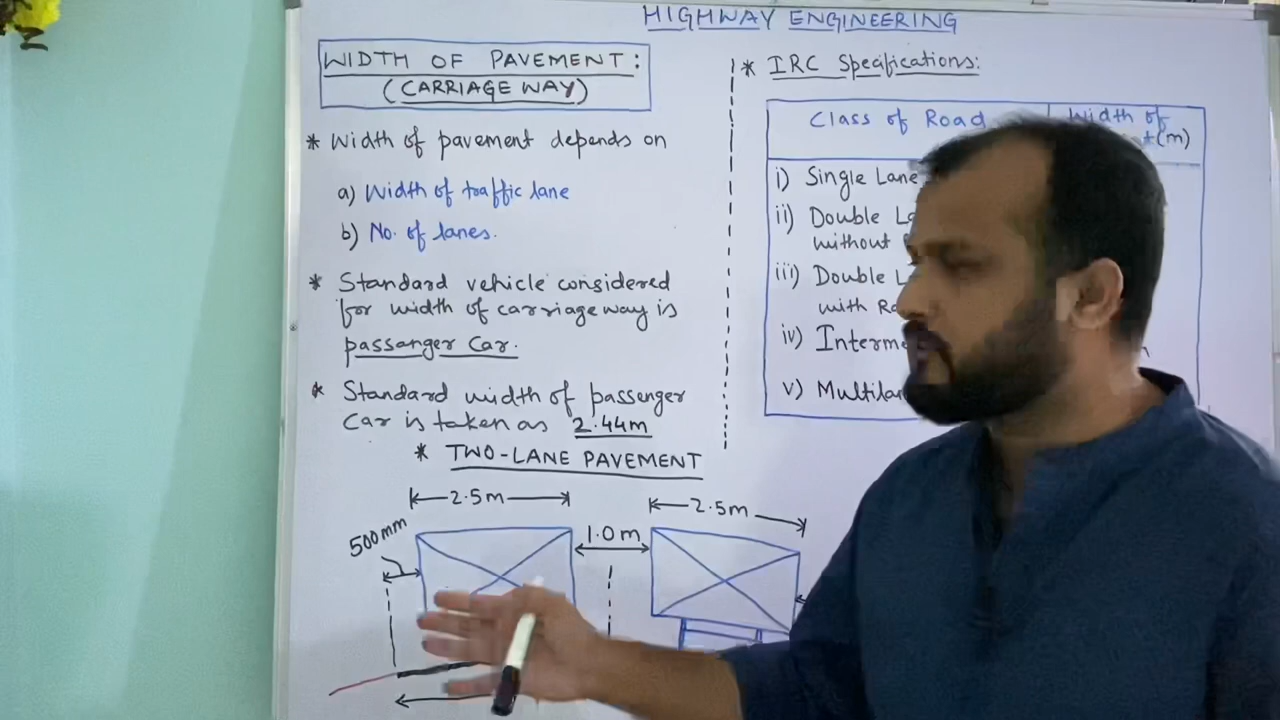 HIGHWAY ENGINEERING
WIDTH OF PAVEMENT:
(CARRIAGE WAY)
* Width of pavement depends on
a) Width of traffic lane
b) No. of lanes.
* Standard vehicle considered
for width of carriageway is
passanger Car.
* Standard width of passenger
Car is taken as 2.44m
* TWO-LANE PAVEMENT
2.5m
2.5m
500mm
1.0 m
* IRC Specifications:
Class of Road
Width of
(m)
i) Single Lane
ii) Double
without
iii) Double
with
iv)
v)